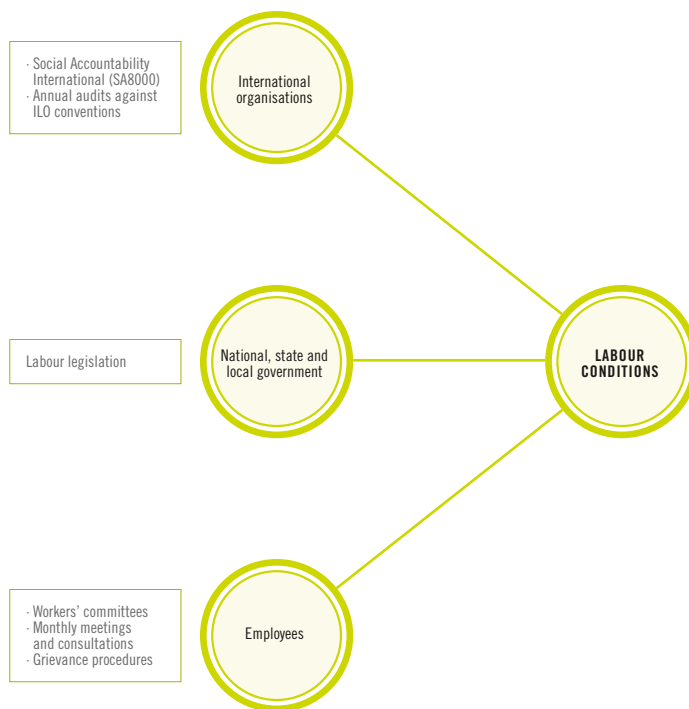 · Social Accountability
International (SA8000)
· Annual audits against
ILO conventions
International
organisations
Labour legislation
National, state and
local government
LABOUR
CONDITIONS
· Workers’ committees
· Monthly meetings
and consultations
· Grievance procedures
Employees